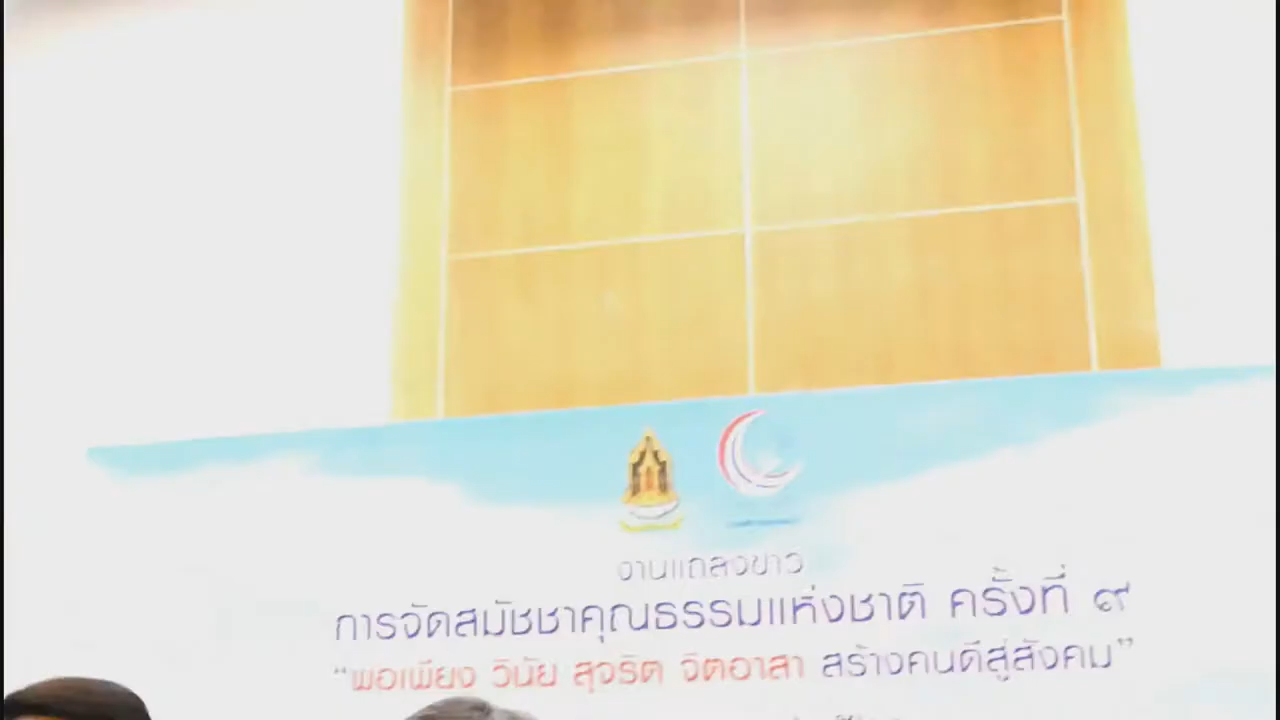 งานแถลงข่าว
การจัดสมัชชาคุณธรรมแห่งชาติ ครั้งที่ ๙
“พอเพียง วินัย สุจริต จิตอาสา สร้างคนดีสู่สังคม”